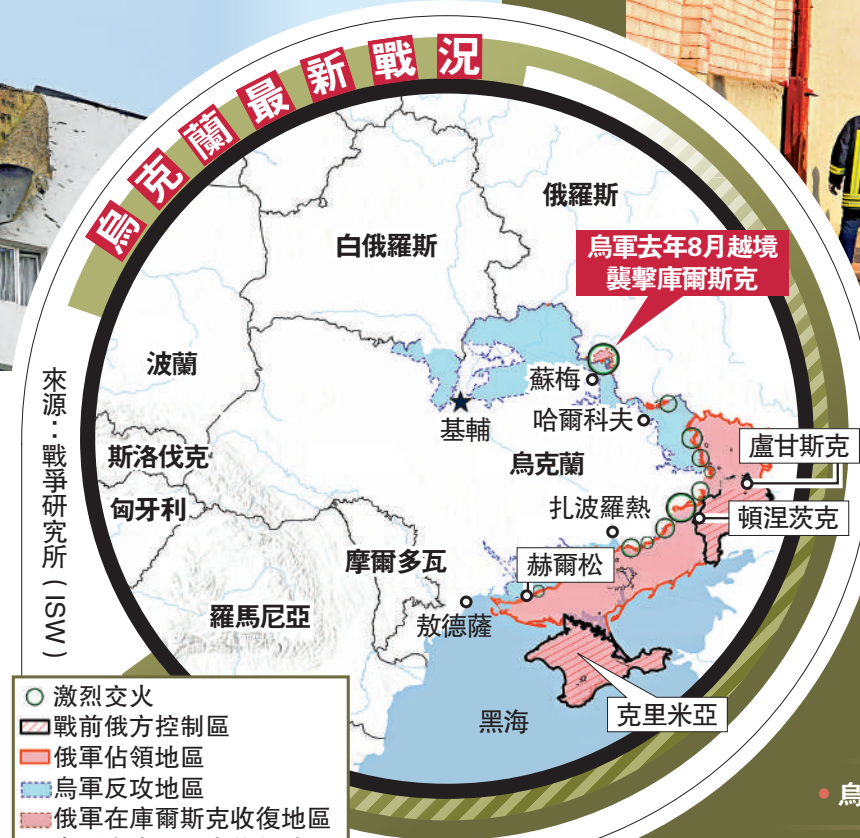 烏克蘭最新戰況
俄羅斯
白俄羅斯
烏軍去年8月越境
襲擊庫爾斯克
波蘭
蘇梅
哈爾科夫
基輔
烏克蘭
盧甘斯克
斯洛伐克
匈牙利
扎波羅熱
頓涅茨克
摩爾多瓦
赫爾松
羅馬尼亞
敖德薩
克里米亞
黑海
來源：戰爭研究所（ISW）
激烈交火
戰前俄方控制區
俄軍佔領地區
烏軍反攻地區
俄軍在庫爾斯克收復地區
• 烏